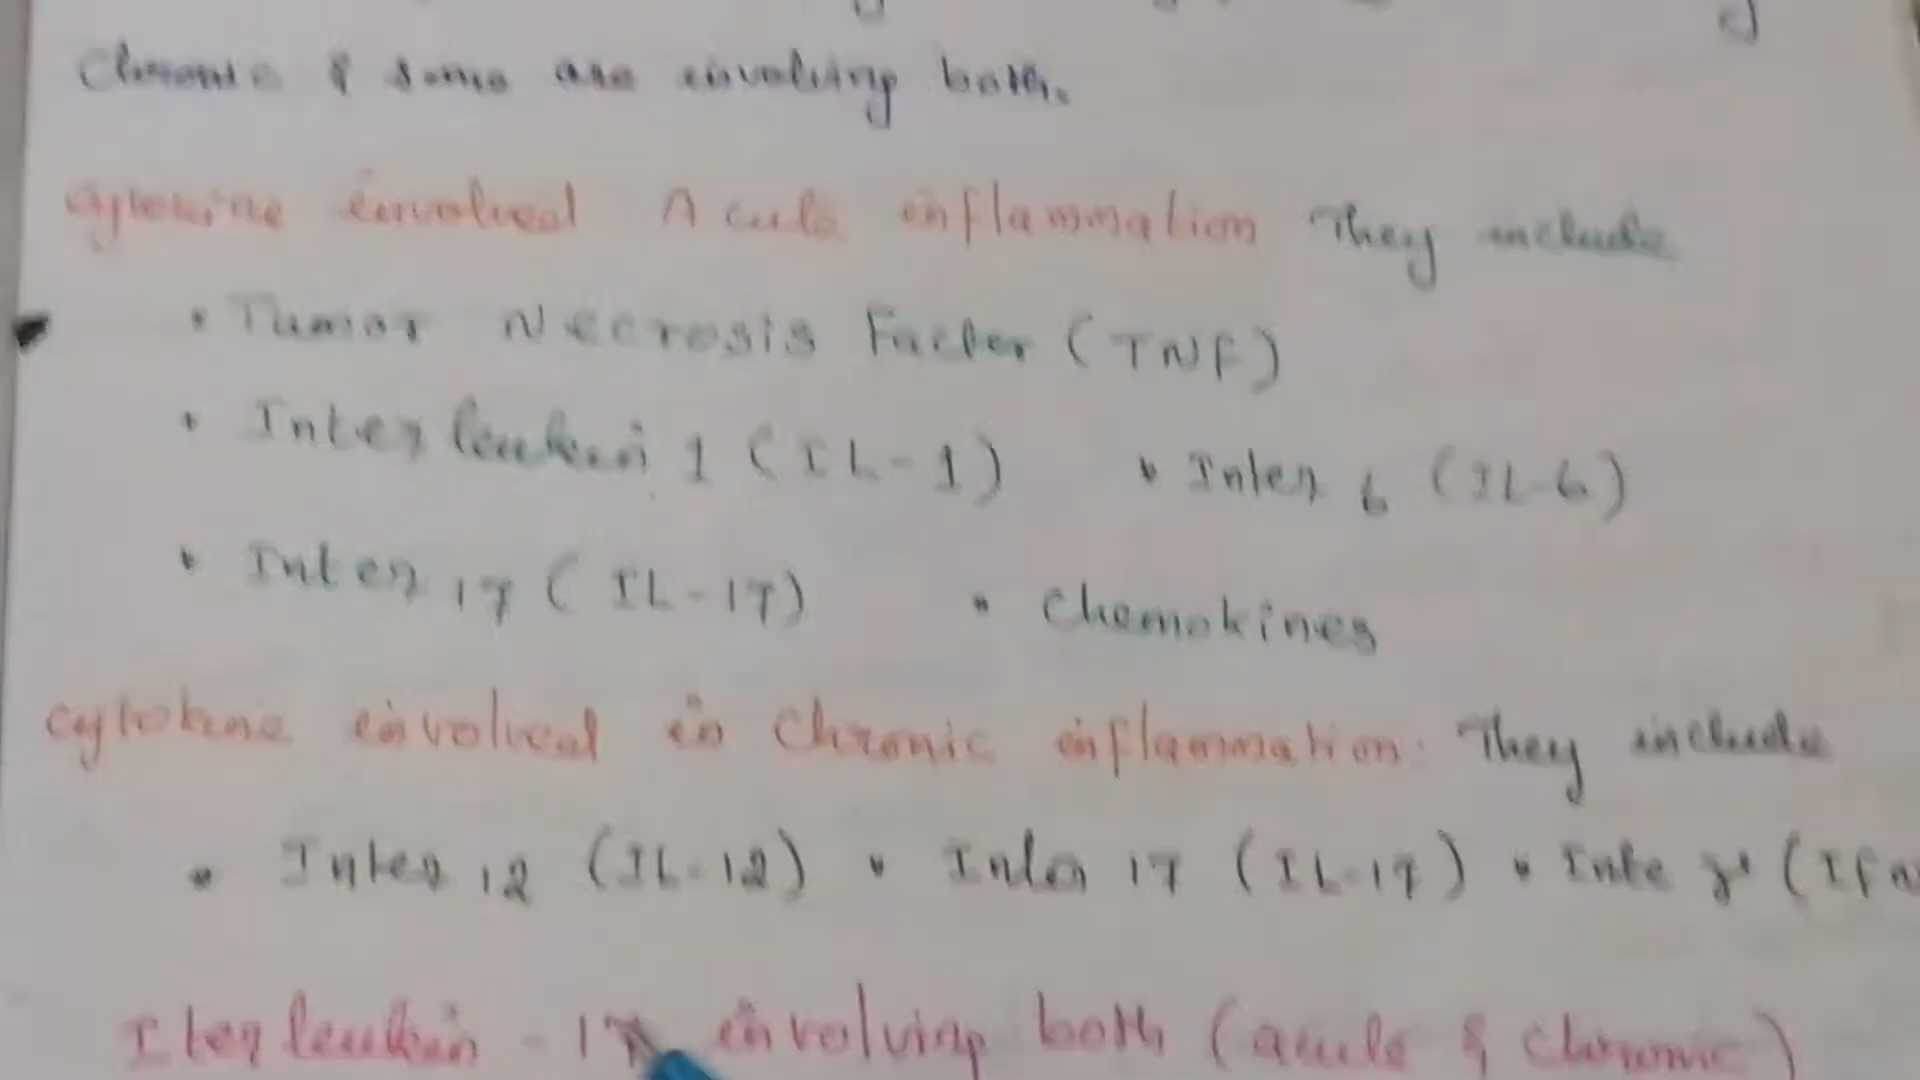 Chronic & some are involving both.
Cytokine involved Acute inflammation They include
• Tumor Necrosis Factor (TNF)
• Interleukin 1 (IL-1) • Inter 6 (IL-6)
• Inter 17 (IL-17) • Chemokines
cytokine involved in Chronic inflammation: They include
• Inter 12 (IL-12) • Inter 17 (IL-17) • Inte γ (IFN
Iterleukin - 17 involving both (acute & chronic)